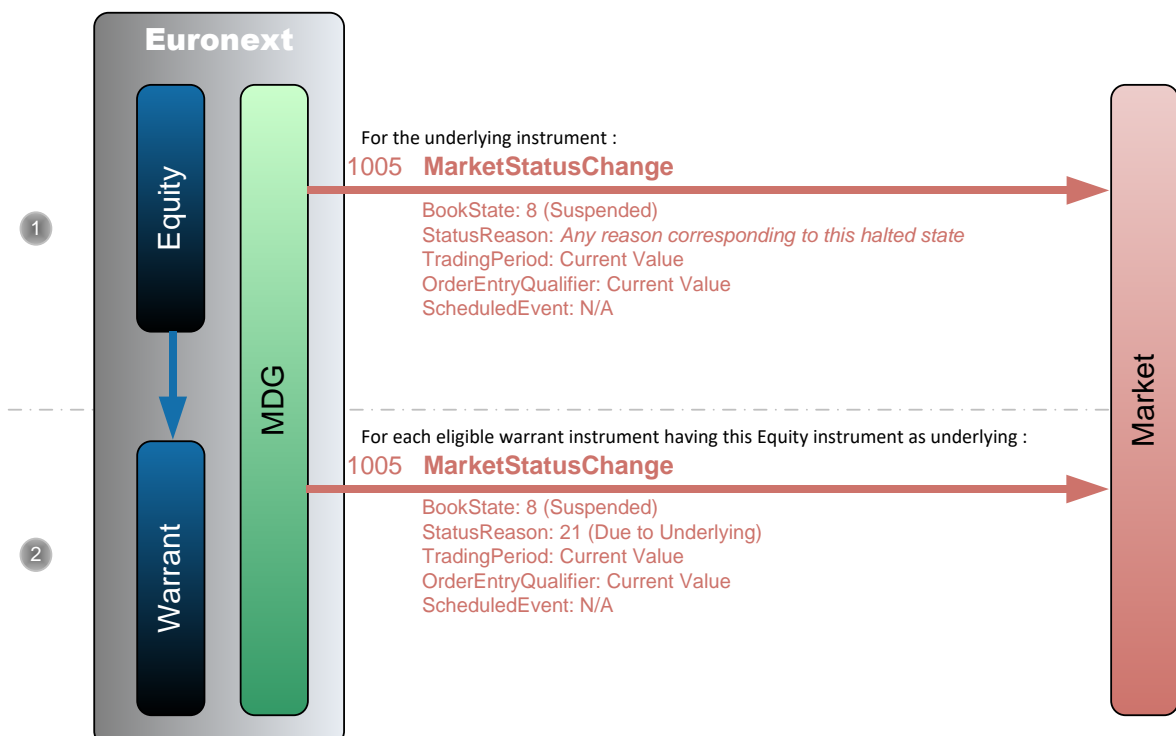 Euronext
Equity
MDG
Market
1
For the underlying instrument :
1005 MarketStatusChange
BookState: 8 (Suspended)
StatusReason: Any reason corresponding to this halted state
TradingPeriod: Current Value
OrderEntryQualifier: Current Value
ScheduledEvent: N/A
Warrant
2
For each eligible warrant instrument having this Equity instrument as underlying :
1005 MarketStatusChange
BookState: 8 (Suspended)
StatusReason: 21 (Due to Underlying)
TradingPeriod: Current Value
OrderEntryQualifier: Current Value
ScheduledEvent: N/A